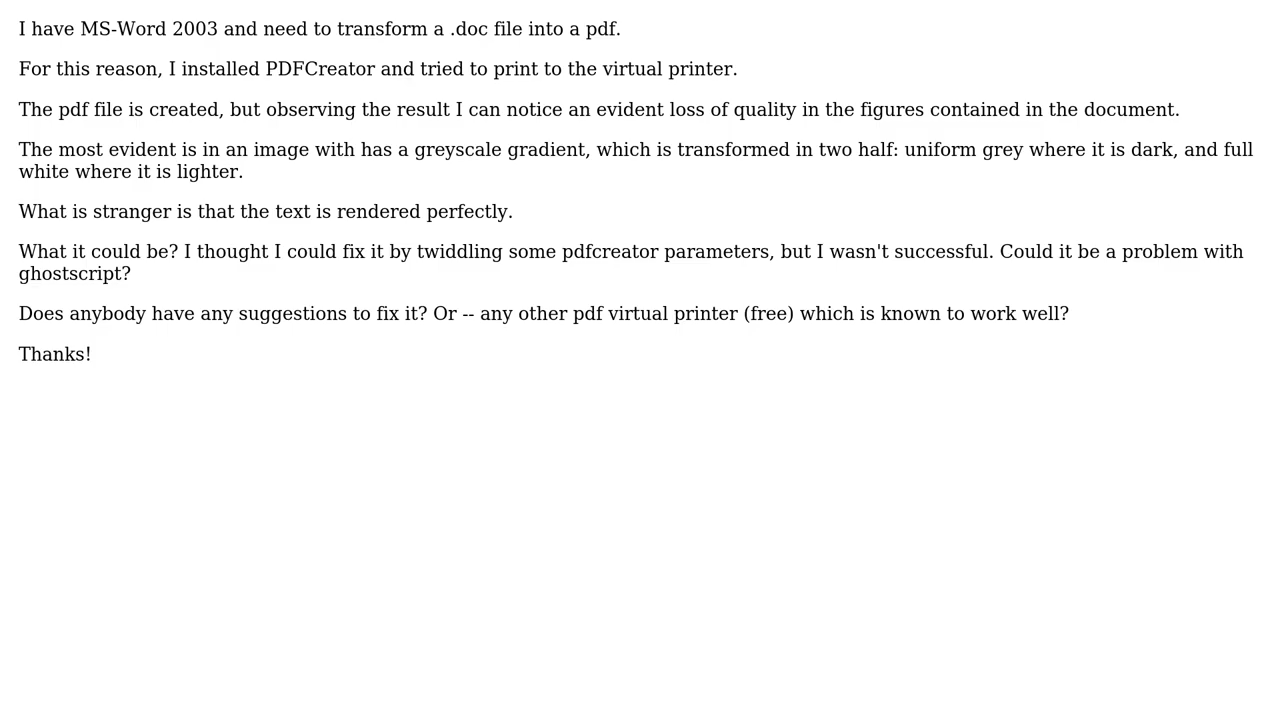 I have MS-Word 2003 and need to transform a .doc file into a pdf.
For this reason, I installed PDFCreator and tried to print to the virtual printer.
The pdf file is created, but observing the result I can notice an evident loss of quality in the figures contained in the document.
The most evident is in an image with has a greyscale gradient, which is transformed in two half: uniform grey where it is dark, and full
white where it is lighter.
What is stranger is that the text is rendered perfectly.
What it could be? I thought I could fix it by twiddling some pdfcreator parameters, but I wasn't successful. Could it be a problem with
ghostscript?
Does anybody have any suggestions to fix it? Or -- any other pdf virtual printer (free) which is known to work well?
Thanks!